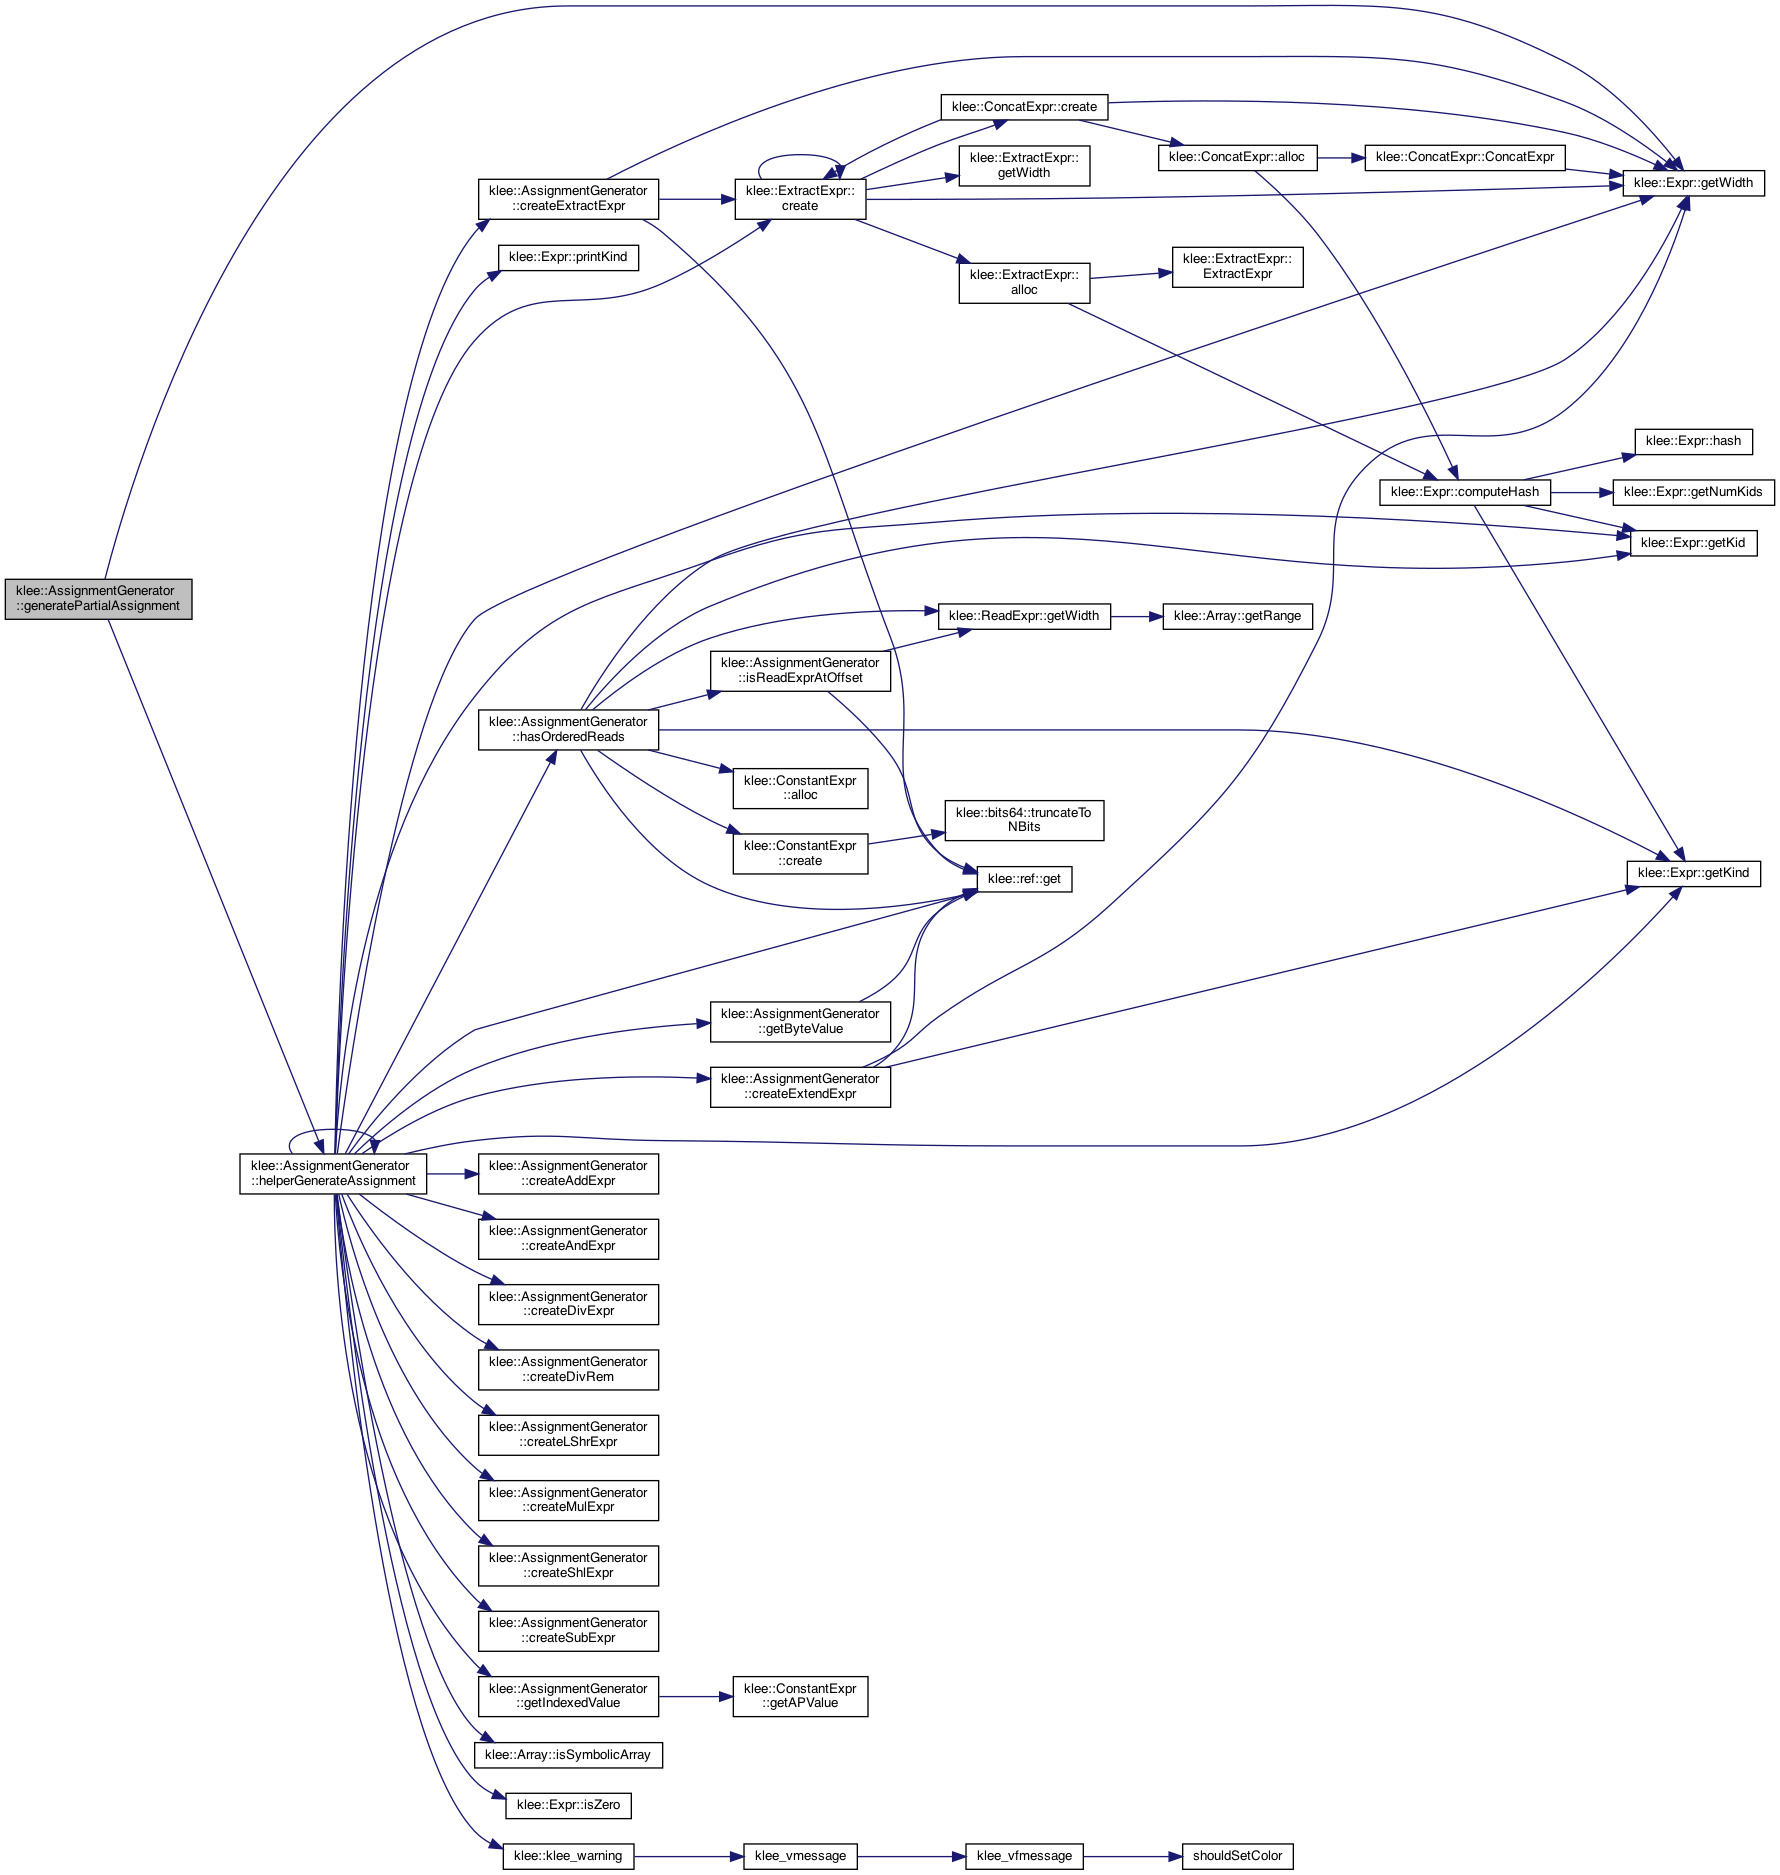 klee::AssignmentGenerator
::generatePartialAssignment
klee::AssignmentGenerator
::helperGenerateAssignment
klee::AssignmentGenerator
::createExtractExpr
klee::Expr::printKind
klee::AssignmentGenerator
::hasOrderedReads
klee::AssignmentGenerator
::createAddExpr
klee::AssignmentGenerator
::createAndExpr
klee::AssignmentGenerator
::createDivExpr
klee::AssignmentGenerator
::createDivRem
klee::AssignmentGenerator
::createLShrExpr
klee::AssignmentGenerator
::createMulExpr
klee::AssignmentGenerator
::createShlExpr
klee::AssignmentGenerator
::createSubExpr
klee::AssignmentGenerator
::getIndexedValue
klee::Array::isSymbolicArray
klee::Expr::isZero
klee::klee_warning
klee::ExtractExpr::
create
klee::AssignmentGenerator
::isReadExprAtOffset
klee::ConstantExpr
::alloc
klee::ConstantExpr
::create
klee::AssignmentGenerator
::getByteValue
klee::AssignmentGenerator
::createExtendExpr
klee::ConstantExpr
::getAPValue
klee_vmessage
klee::ConcatExpr::create
klee::ExtractExpr::
getWidth
klee::ExtractExpr::
alloc
klee::ReadExpr::getWidth
klee::bits64::truncateTo
NBits
klee::ref::get
klee_vfmessage
klee::ConcatExpr::alloc
klee::ExtractExpr::
ExtractExpr
klee::Array::getRange
shouldSetColor
klee::ConcatExpr::ConcatExpr
klee::Expr::computeHash
klee::Expr::getWidth
klee::Expr::hash
klee::Expr::getNumKids
klee::Expr::getKid
klee::Expr::getKind